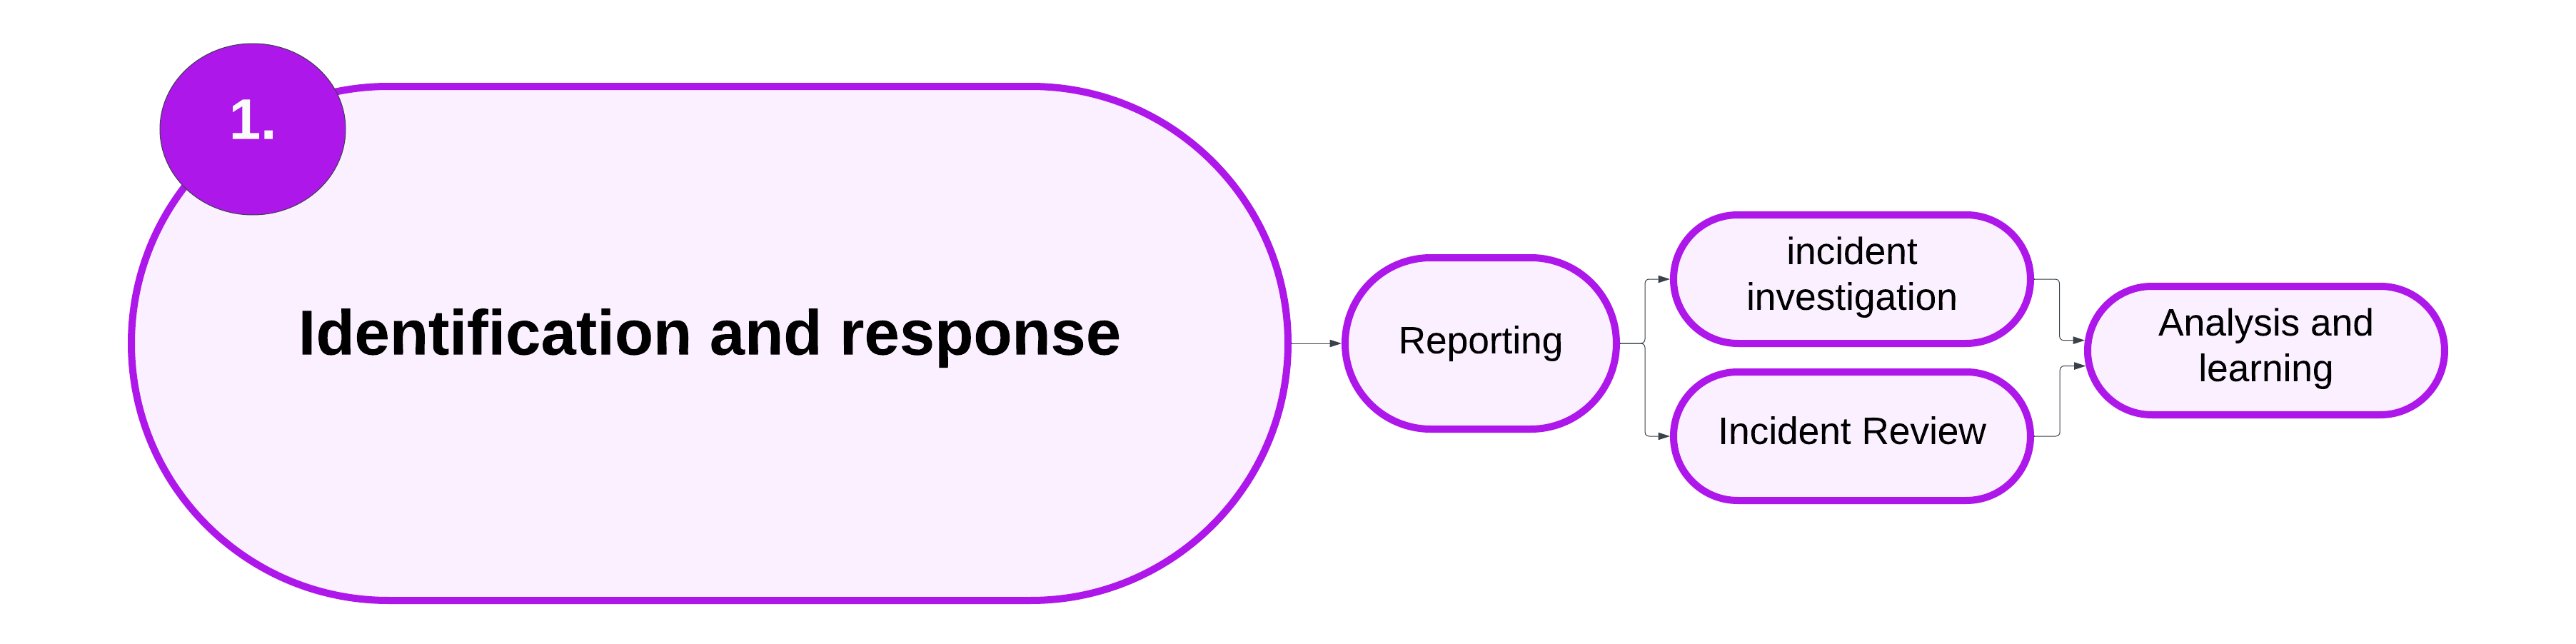 1.
Identification and response
Reporting
incident
investigation
Incident Review
Analysis and
learning